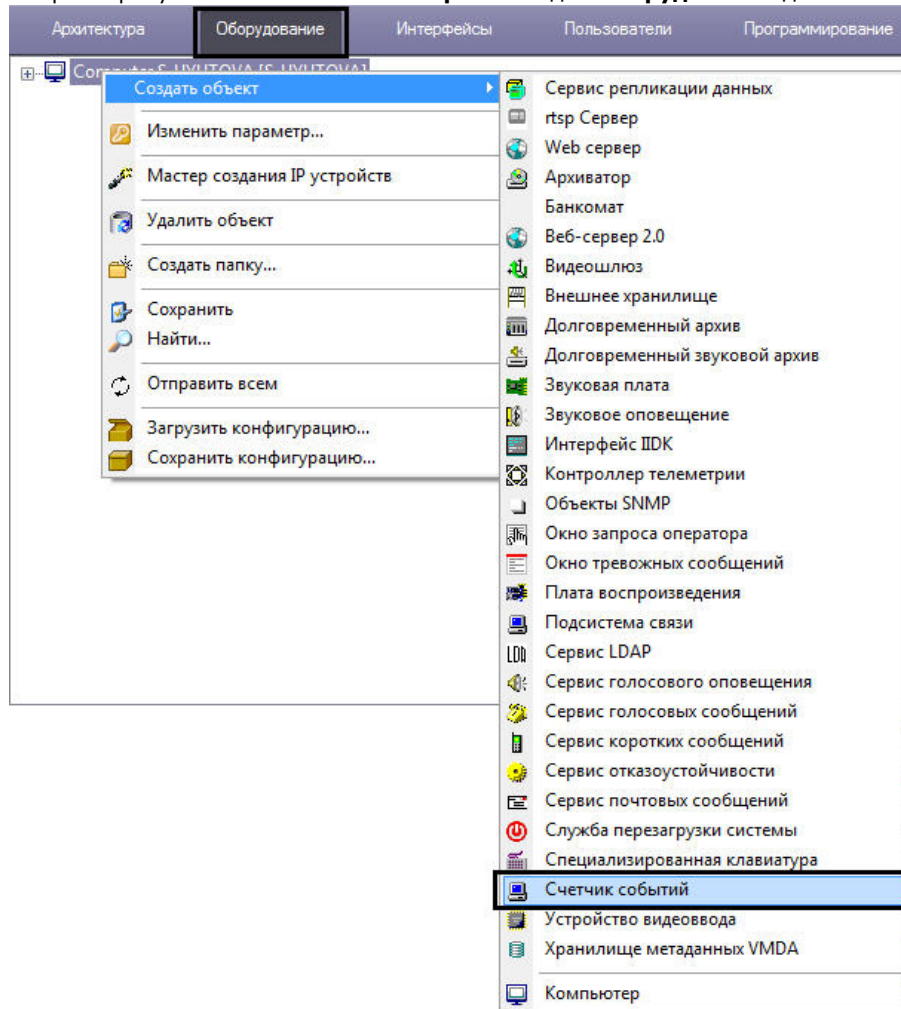 Архитектура Оборудование Интерфейсы Пользователи Программирование
Создать объект
Изменить параметр...
Мастер создания IP устройств
Удалить объект
Создать папку...
Сохранить
Найти...
Отправить всем
Загрузить конфигурацию...
Сохранить конфигурацию...
Сервис репликации данных
rtsp Сервер
Web сервер
Архиватор
Банкомат
Веб-сервер 2.0
Видеошлюз
Внешнее хранилище
Долговременный архив
Долговременный звуковой архив
Звуковая плата
Звуковое оповещение
Интерфейс IIDK
Контроллер телеметрии
Объекты SNMP
Окно запроса оператора
Окно тревожных сообщений
Плата воспроизведения
Подсистема связи
Сервис LDAP
Сервис голосового оповещения
Сервис голосовых сообщений
Сервис коротких сообщений
Сервис отказоустойчивости
Сервис почтовых сообщений
Служба перезагрузки системы
Специализированная клавиатура
Счетчик событий
Устройство видеоввода
Хранилище метаданных VMDA
Компьютер